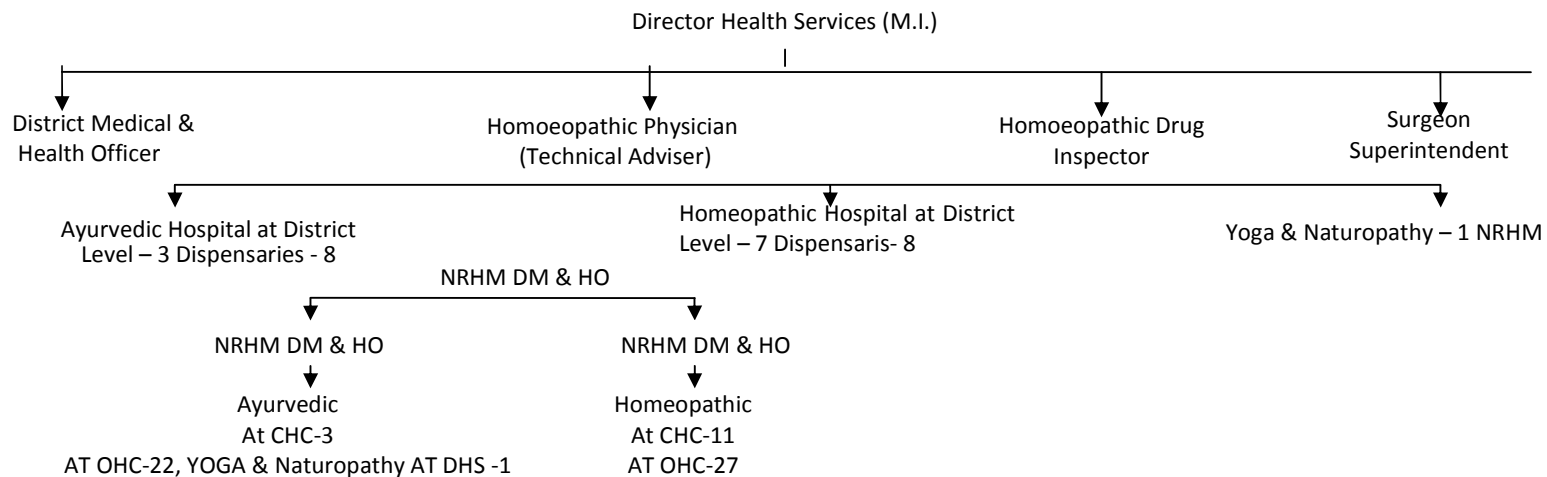 Director Health Services (M.I.)
District Medical &
Health Officer
Homoeopathic Physician
(Technical Adviser)
Homoeopathic Drug
Inspector
Surgeon
Superintendent
Ayurvedic Hospital at District
Level – 3 Dispensaries - 8
Homeopathic Hospital at District
Level – 7 Dispensaris- 8
Yoga & Naturopathy – 1 NRHM
NRHM DM & HO
NRHM DM & HO
NRHM DM & HO
Ayurvedic
At CHC-3
AT OHC-22, YOGA & Naturopathy AT DHS -1
Homeopathic
At CHC-11
AT OHC-27